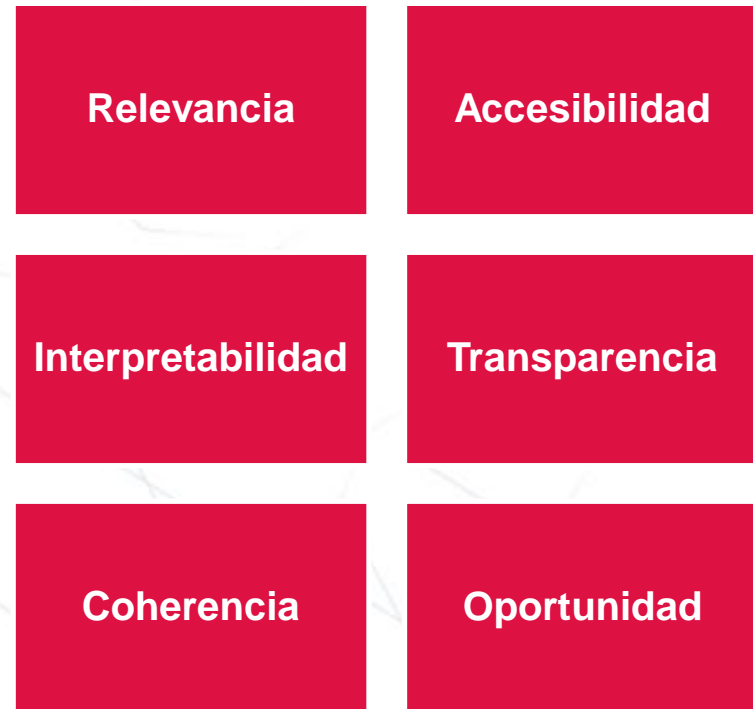 Relevancia
Accesibilidad
Interpretabilidad
Transparencia
Coherencia
Oportunidad